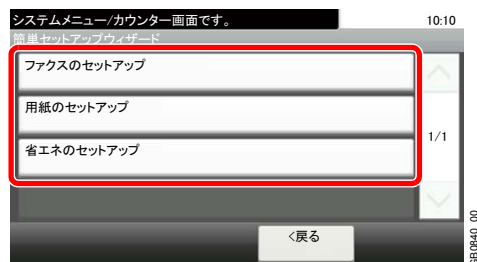 システムメニュー/カウンター画面です。
10:10
簡単セットアップウィザード
ファクスのセットアップ
用紙のセットアップ
1/1
省エネのセットアップ
<戻る
GB0840_00